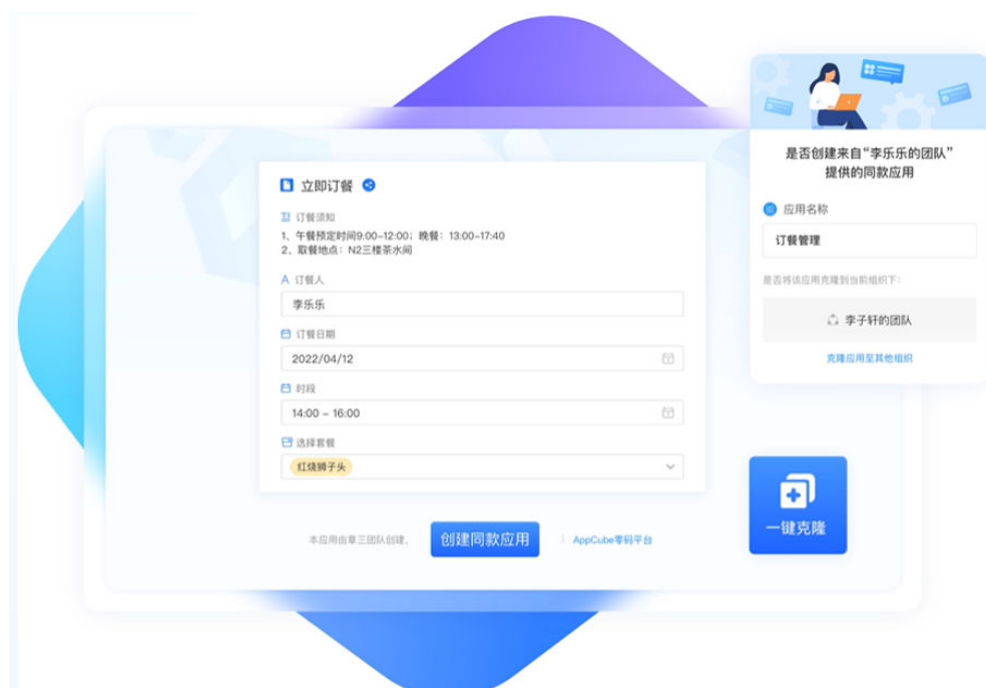 立即订餐
订餐须知
1、午餐预定时间9:00-12:00；晚餐：13:00-17:40
2、取餐地点：N2三楼茶水间
A 订餐人
李乐乐
订餐日期
2022/04/12
时段
14:00 – 16:00
选择套餐
红烧狮子头
本应用由章三团队创建。
创建同款应用
AppCube零码平台
是否创建来自“李乐乐的团队”
提供的同款应用
应用名称
订餐管理
是否将该应用克隆到当前组织下：
李子轩的团队
克隆应用至其他组织
一键克隆